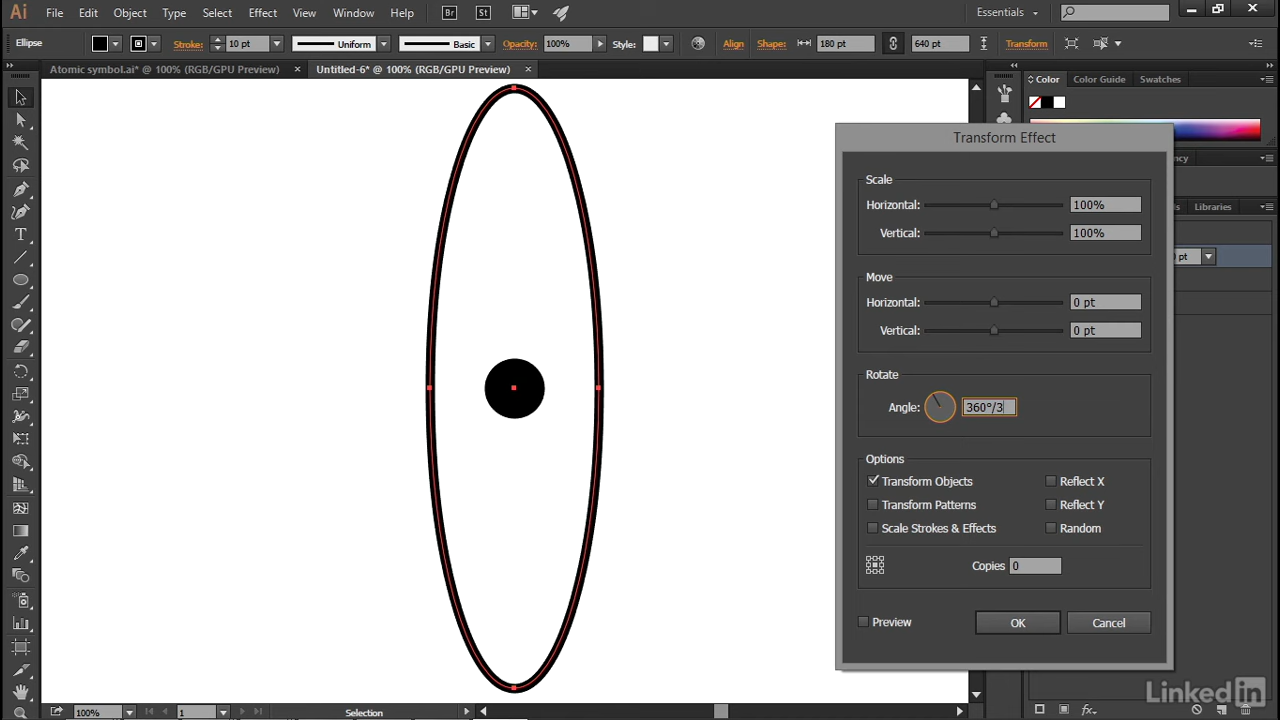 Ai File Edit Object Type Select Effect View Window Help Br St Essentials
Ellipse Stroke: 10 pt Uniform Basic Opacity: 100% Style: Align Shape: 180 pt 640 pt Transform
Atomic symbol.ai* @ 100% (RGB/GPU Preview) × Untitled-6* @ 100% (RGB/GPU Preview) ×
Color Color Guide Swatches
Transform Effect
Scale
Horizontal: 100%
Vertical: 100%
Libraries
pt
Move
Horizontal: 0 pt
Vertical: 0 pt
Rotate
Angle: 360°/3
Options
Transform Objects Reflect X
Transform Patterns Reflect Y
Scale Strokes & Effects Random
Copies 0
Preview OK Cancel
100% 1 Selection
fx
Linked in